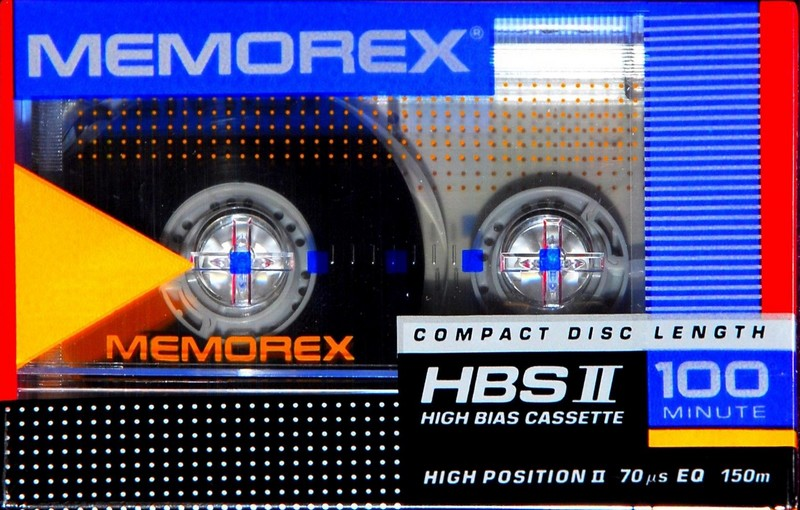 MEMOREX®
MEMOREX
COMPACT DISC LENGTH
HBS II
HIGH BIAS CASSETTE
100
MINUTE
HIGH POSITION II 70 μs EQ 150m